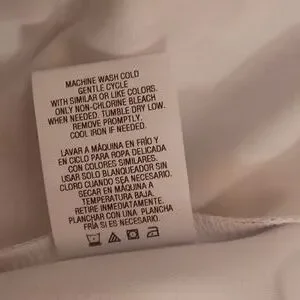 MACHINE WASH COLD
GENTLE CYCLE
WITH SIMILAR OR LIKE COLORS.
ONLY NON-CHLORINE BLEACH
WHEN NEEDED. TUMBLE DRY LOW.
REMOVE PROMPTLY.
COOL IRON IF NEEDED.
LAVAR A MÁQUINA EN FRÍO Y
EN CICLO PARA ROPA DELICADA
CON COLORES SIMILARES.
USAR SOLO BLANQUEADOR SIN
CLORO CUANDO SEA NECESARIO.
SECAR EN MÁQUINA A
TEMPERATURA BAJA.
RETIRE INMEDIATAMENTE.
PLANCHAR CON UNA PLANCHA
FRÍA SI ES NECESARIO.